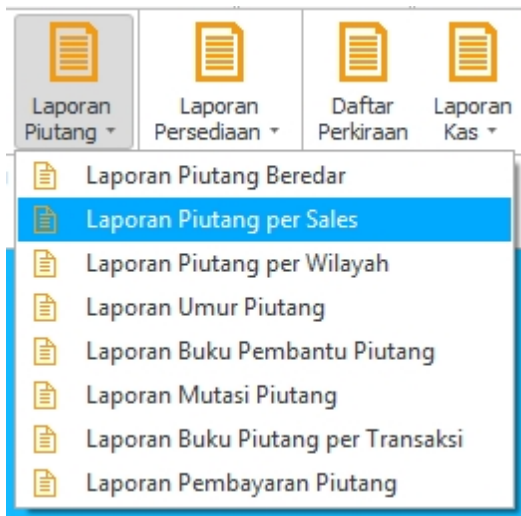 Laporan
Piutang
Laporan
Persediaan
Daftar
Perkiraan
Laporan
Kas
Laporan Piutang Beredar
Laporan Piutang per Sales
Laporan Piutang per Wilayah
Laporan Umur Piutang
Laporan Buku Pembantu Piutang
Laporan Mutasi Piutang
Laporan Buku Piutang per Transaksi
Laporan Pembayaran Piutang